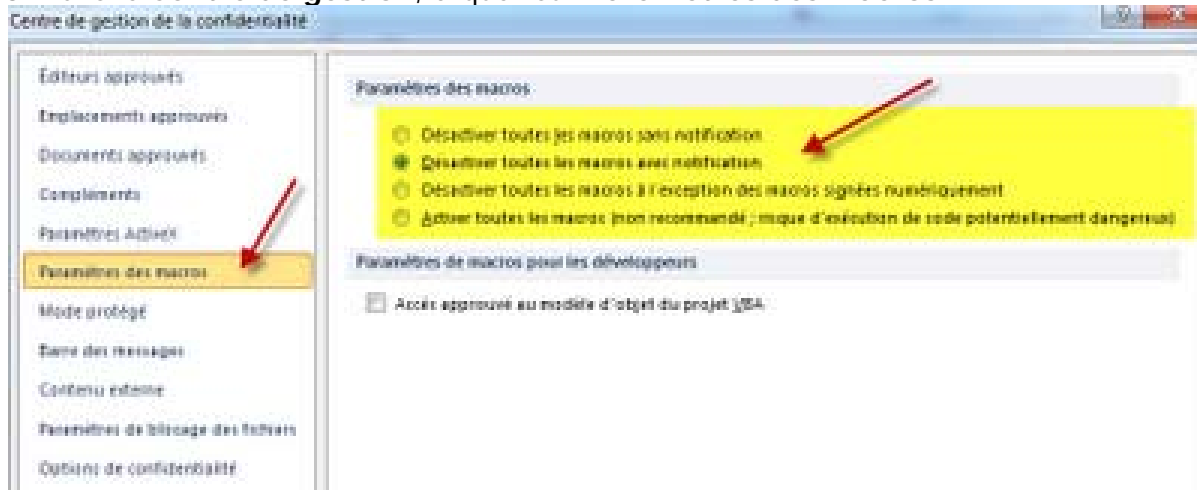 Centre de gestion de la confidentialité
Éditeurs approuvés
Emplacements approuvés
Documents approuvés
Compléments
Paramètres ActiveX
Paramètres des macros
Mode protégé
Barre des messages
Contenu externe
Paramètres de blocage des fichiers
Options de confidentialité
Paramètres des macros
Désactiver toutes les macros sans notification
Désactiver toutes les macros avec notification
Désactiver toutes les macros à l'exception des macros signées numériquement
Activer toutes les macros (non recommandé ; risque d'exécution de code potentiellement dangereux)
Paramètres de macros pour les développeurs
Accès approuvé au modèle d'objet du projet VBA